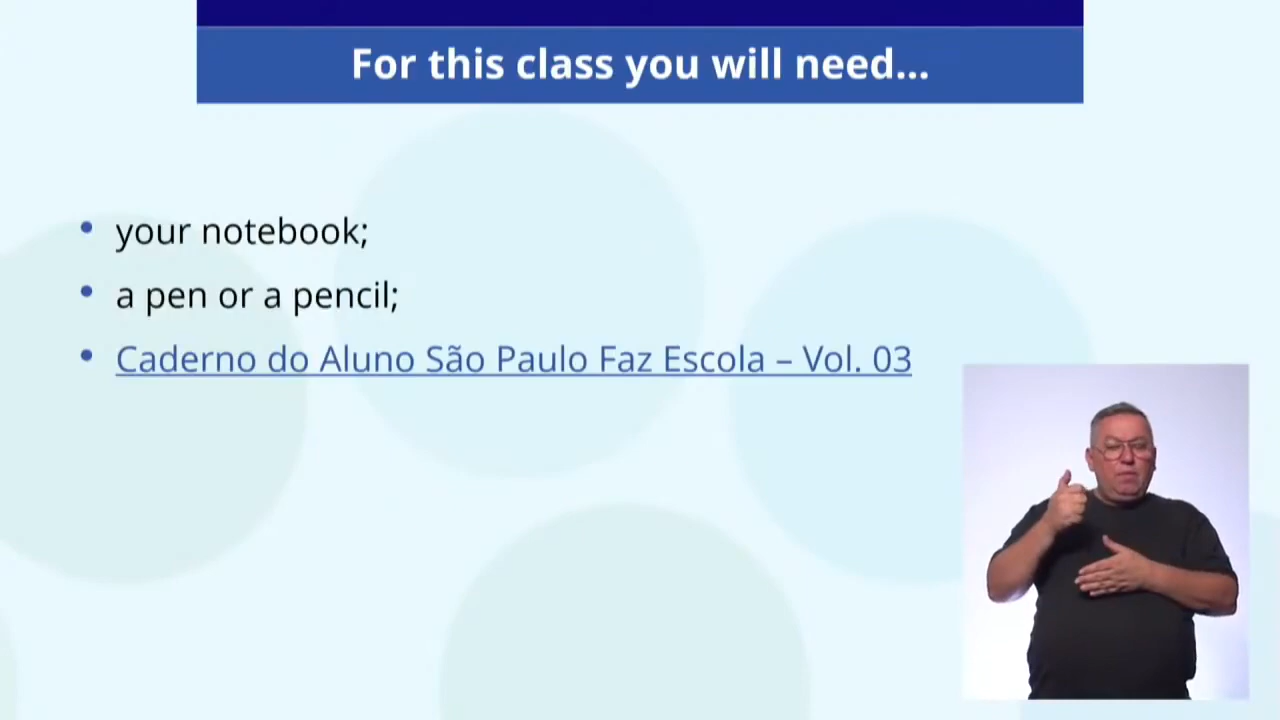 For this class you will need...
your notebook;
a pen or a pencil;
Caderno do Aluno São Paulo Faz Escola – Vol. 03